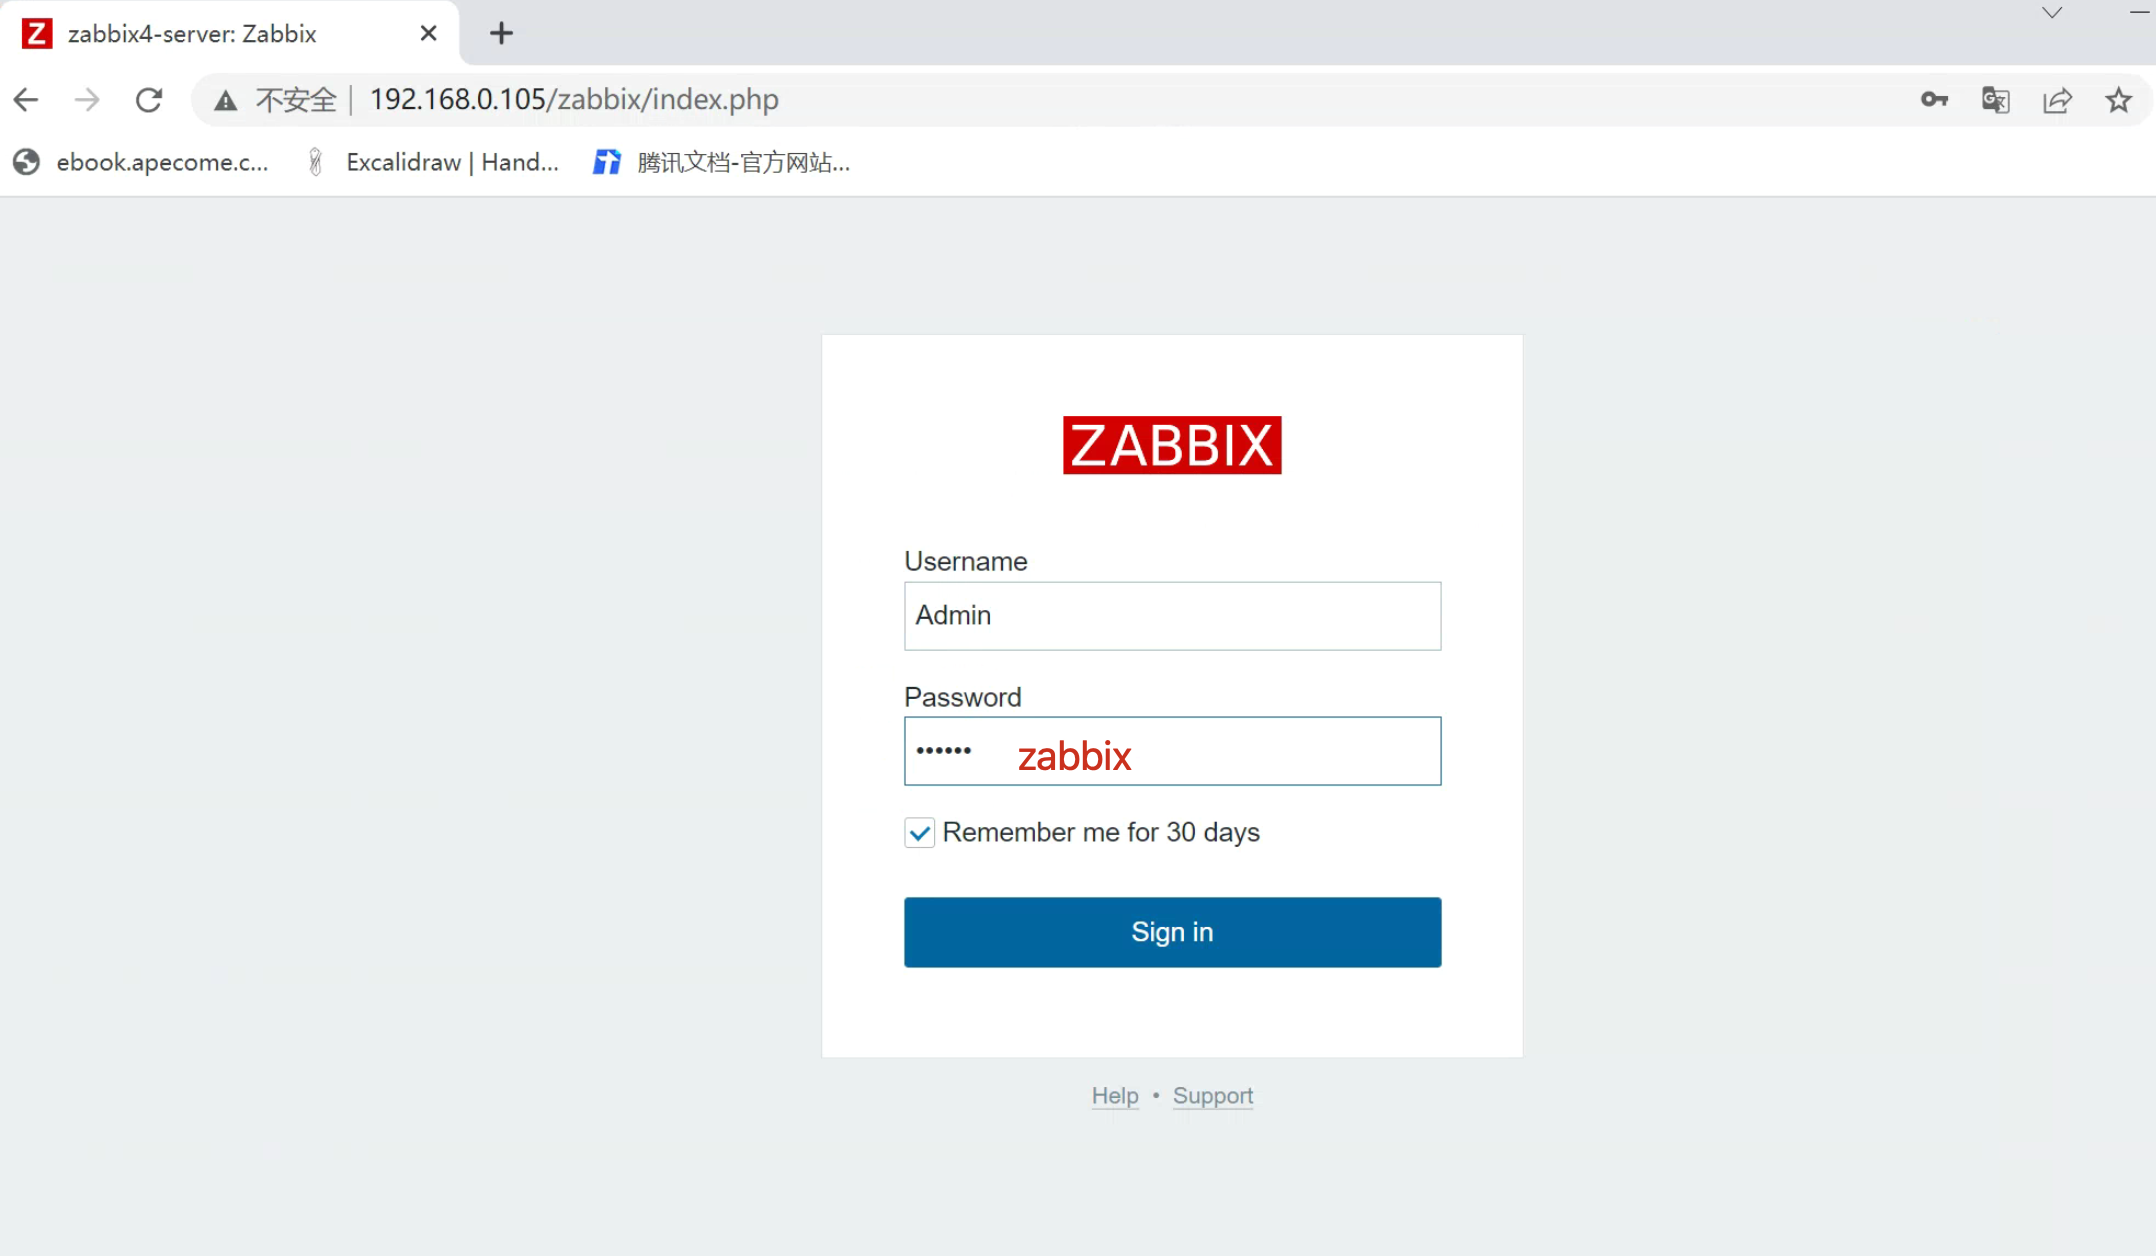 Z zabbix4-server: Zabbix
不安全 | 192.168.0.105/zabbix/index.php
ebook.apecome.c... Excalidraw | Hand... 腾讯文档-官方网站...
ZABBIX
Username
Admin
Password
•••••• zabbix
Remember me for 30 days
Sign in
Help • Support